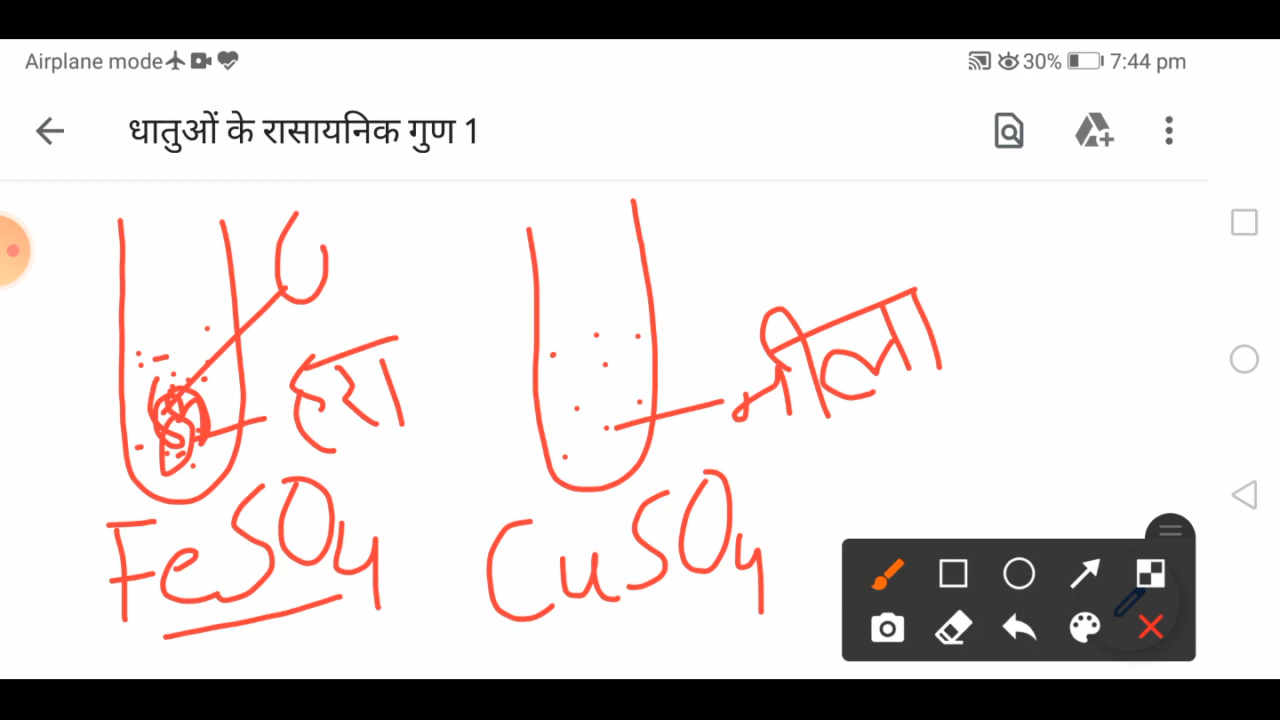 Airplane mode 30% 7:44 pm
धातुओं के रासायनिक गुण 1
हरा
नीला
FeSO4
CuSO4